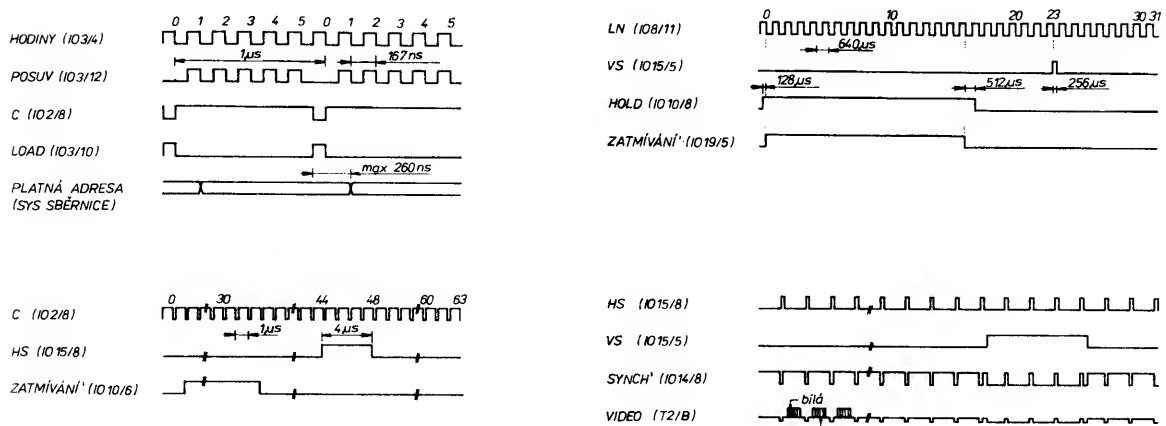 0 1 2 3 4 5 0 1 2 3 4 5
HODINY (IO3/4)
1µs 167ns
POSUV (IO3/12)
C (IO2/8)
LOAD (IO3/10)
max 260ns
PLATNÁ ADRESA
(SYS SBĚRNICE)
0 10 20 23 30 31
LN (IO8/11)
640µs
VS (IO15/5)
128µs 512µs 256µs
HOLD (IO10/8)
ZATMÍVÁNÍ' (IO19/5)
0 30 44 48 60 63
C (IO2/8)
1µs 4µs
HS (IO15/8)
ZATMÍVÁNÍ' (IO10/6)
HS (IO15/8)
VS (IO15/5)
SYNCH' (IO14/8)
bílá
VIDEO (T2/B)